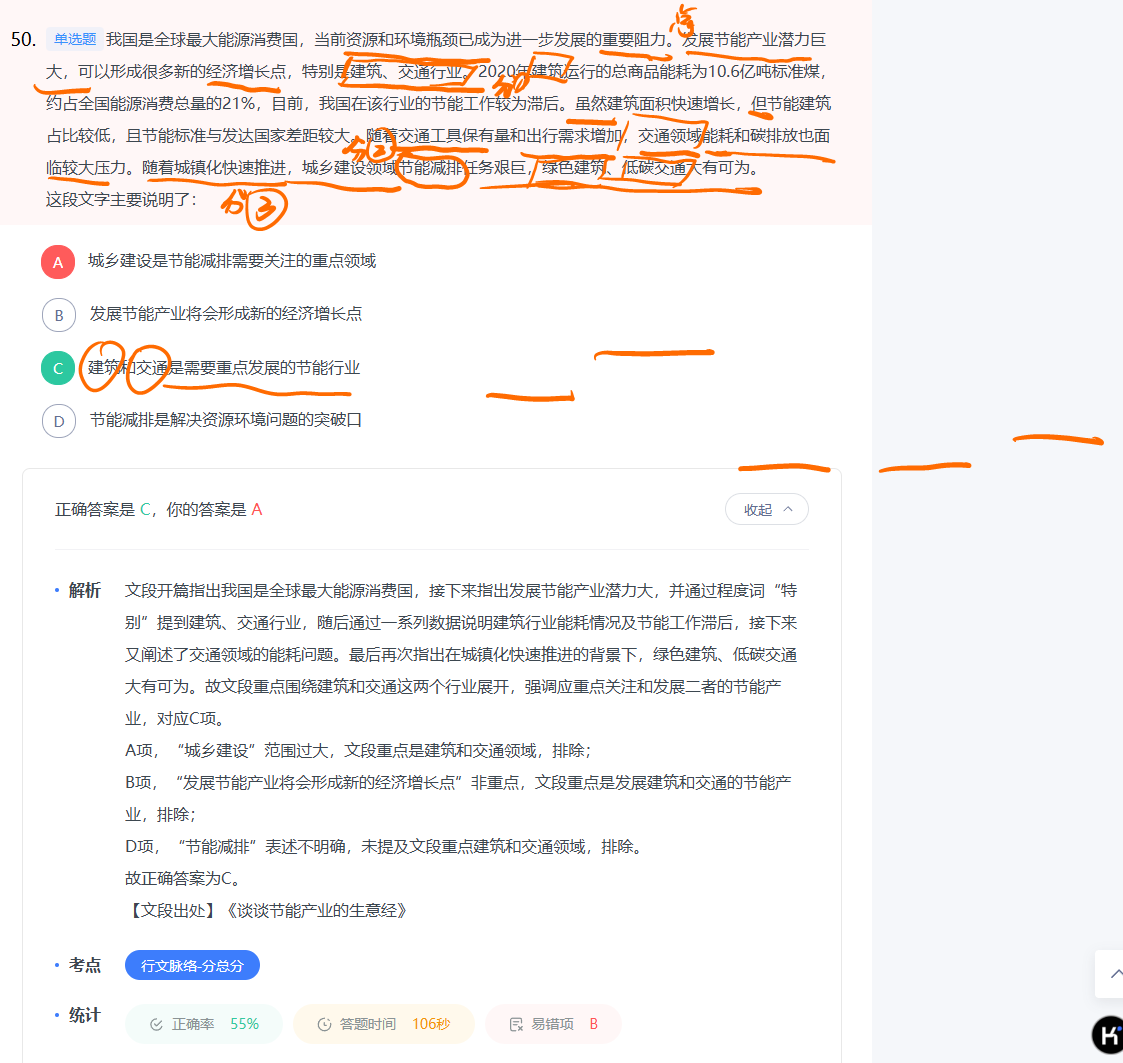 50. 单选题 我国是全球最大能源消费国，当前资源和环境瓶颈已成为进一步发展的重要阻力。发展节能产业潜力巨
总
大，可以形成很多新的经济增长点，特别是建筑、交通行业。2020年建筑运行的总商品能耗为10.6亿吨标准煤，
约占全国能源消费总量的21%，目前，我国在该行业的节能工作较为滞后。虽然建筑面积快速增长，但节能建筑
占比较低，且节能标准与发达国家差距较大。随着交通工具保有量和出行需求增加，交通领域能耗和碳排放也面
分②
临较大压力。随着城镇化快速推进，城乡建设领域节能减排任务艰巨，绿色建筑、低碳交通大有可为。
这段文字主要说明了：
分③
A 城乡建设是节能减排需要关注的重点领域
B 发展节能产业将会形成新的经济增长点
C 建筑和交通是需要重点发展的节能行业
D 节能减排是解决资源环境问题的突破口
正确答案是 C，你的答案是 A
收起
解析 文段开篇指出我国是全球最大能源消费国，接下来指出发展节能产业潜力大，并通过程度词“特
别”提到建筑、交通行业，随后通过一系列数据说明建筑行业能耗情况及节能工作滞后，接下来
又阐述了交通领域的能耗问题。最后再次指出在城镇化快速推进的背景下，绿色建筑、低碳交通
大有可为。故文段重点围绕建筑和交通这两个行业展开，强调应重点关注和发展二者的节能产
业，对应C项。
A项，“城乡建设”范围过大，文段重点是建筑和交通领域，排除；
B项，“发展节能产业将会形成新的经济增长点”非重点，文段重点是发展建筑和交通的节能产
业，排除；
D项，“节能减排”表述不明确，未提及文段重点建筑和交通领域，排除。
故正确答案为C。
【文段出处】《谈谈节能产业的生意经》
考点 行文脉络-分总分
统计 正确率 55% 答题时间 106秒 易错项 B